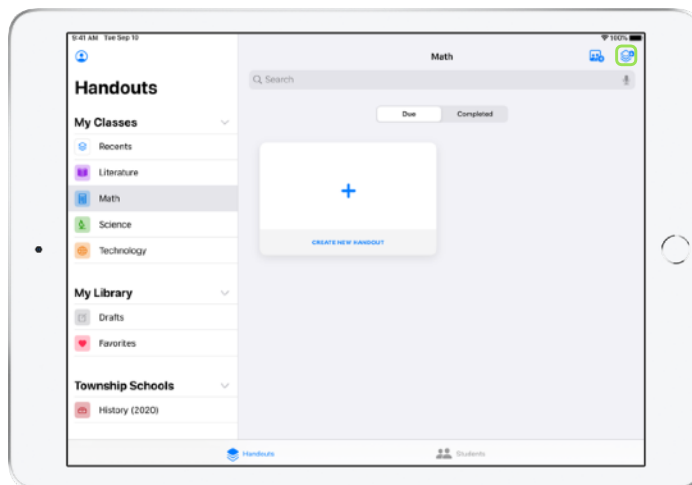 9:41 AM Tue Sep 10
100%
Math
Handouts
Search
My Classes
Due
Completed
Recents
Literature
Math
Science
CREATE NEW HANDOUT
Technology
My Library
Drafts
Favorites
Township Schools
History (2020)
Handouts
Students